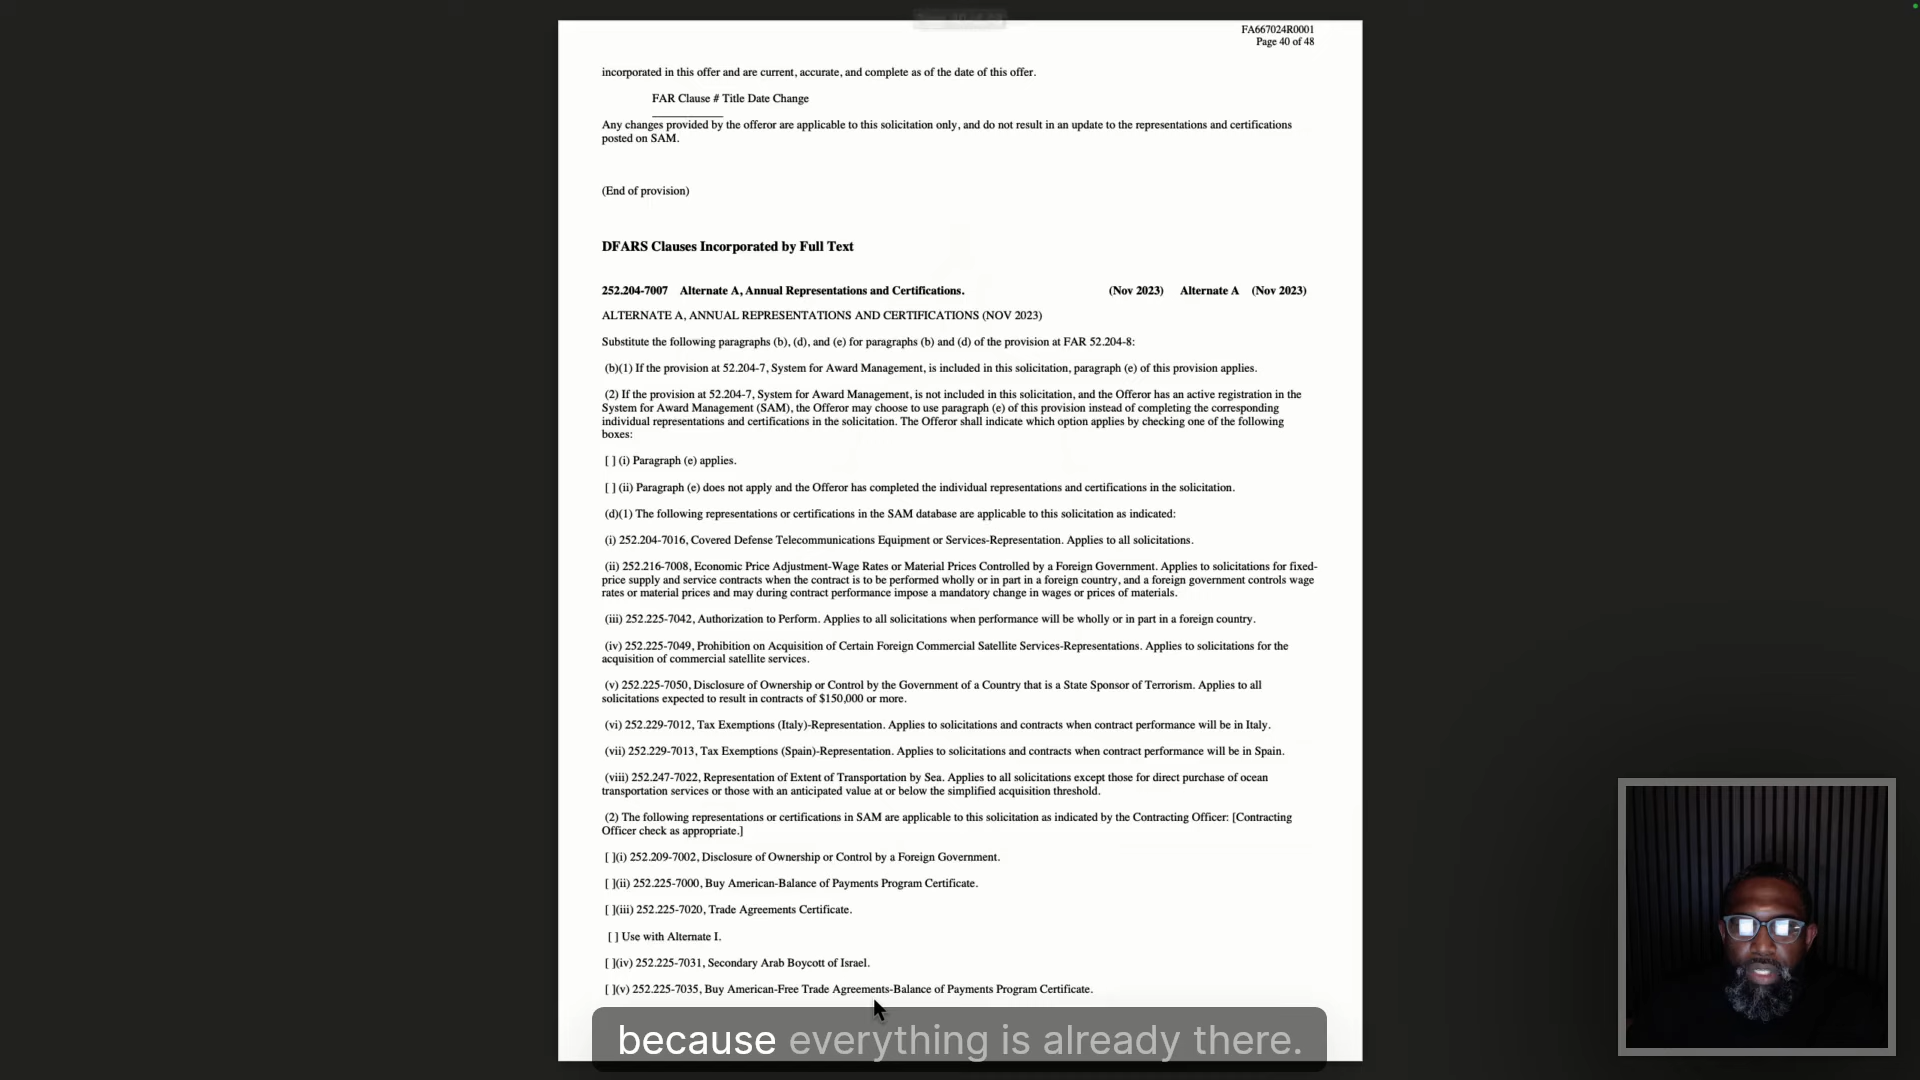 FA667024R0001
Page 40 of 48
incorporated in this offer and are current, accurate, and complete as of the date of this offer.
FAR Clause # Title Date Change
Any changes provided by the offeror are applicable to this solicitation only, and do not result in an update to the representations and certifications
posted on SAM.
(End of provision)
DFARS Clauses Incorporated by Full Text
252.204-7007 Alternate A, Annual Representations and Certifications. (Nov 2023) Alternate A (Nov 2023)
ALTERNATE A, ANNUAL REPRESENTATIONS AND CERTIFICATIONS (NOV 2023)
Substitute the following paragraphs (b), (d), and (e) for paragraphs (b) and (d) of the provision at FAR 52.204-8:
(b)(1) If the provision at 52.204-7, System for Award Management, is included in this solicitation, paragraph (e) of this provision applies.
(2) If the provision at 52.204-7, System for Award Management, is not included in this solicitation, and the Offeror has an active registration in the
System for Award Management (SAM), the Offeror may choose to use paragraph (e) of this provision instead of completing the corresponding
individual representations and certifications in the solicitation. The Offeror shall indicate which option applies by checking one of the following
boxes:
[ ] (i) Paragraph (e) applies.
[ ] (ii) Paragraph (e) does not apply and the Offeror has completed the individual representations and certifications in the solicitation.
(d)(1) The following representations or certifications in the SAM database are applicable to this solicitation as indicated:
(i) 252.204-7016, Covered Defense Telecommunications Equipment or Services-Representation. Applies to all solicitations.
(ii) 252.216-7008, Economic Price Adjustment-Wage Rates or Material Prices Controlled by a Foreign Government. Applies to solicitations for fixed-
price supply and service contracts when the contract is to be performed wholly or in part in a foreign country, and a foreign government controls wage
rates or material prices and may during contract performance impose a mandatory change in wages or prices of materials.
(iii) 252.225-7042, Authorization to Perform. Applies to all solicitations when performance will be wholly or in part in a foreign country.
(iv) 252.225-7049, Prohibition on Acquisition of Certain Foreign Commercial Satellite Services-Representations. Applies to solicitations for the
acquisition of commercial satellite services.
(v) 252.225-7050, Disclosure of Ownership or Control by the Government of a Country that is a State Sponsor of Terrorism. Applies to all
solicitations expected to result in contracts of $150,000 or more.
(vi) 252.229-7012, Tax Exemptions (Italy)-Representation. Applies to solicitations and contracts when contract performance will be in Italy.
(vii) 252.229-7013, Tax Exemptions (Spain)-Representation. Applies to solicitations and contracts when contract performance will be in Spain.
(viii) 252.247-7022, Representation of Extent of Transportation by Sea. Applies to all solicitations except those for direct purchase of ocean
transportation services or those with an anticipated value at or below the simplified acquisition threshold.
(2) The following representations or certifications in SAM are applicable to this solicitation as indicated by the Contracting Officer: [Contracting
Officer check as appropriate.]
[ ](i) 252.209-7002, Disclosure of Ownership or Control by a Foreign Government.
[ ](ii) 252.225-7000, Buy American-Balance of Payments Program Certificate.
[ ](iii) 252.225-7020, Trade Agreements Certificate.
[ ] Use with Alternate I.
[ ](iv) 252.225-7031, Secondary Arab Boycott of Israel.
[ ](v) 252.225-7035, Buy American-Free Trade Agreements-Balance of Payments Program Certificate.
because everything is already there.